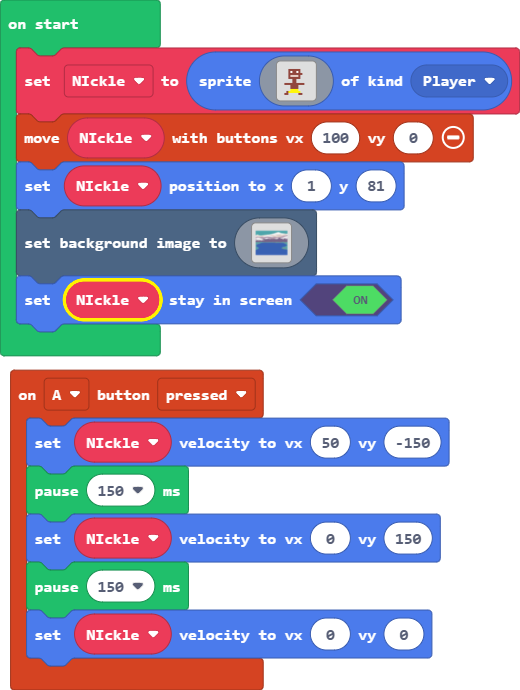 on start
set NIckle to sprite of kind Player
move NIckle with buttons vx 100 vy 0
set NIckle position to x 1 y 81
set background image to
set NIckle stay in screen ON
on A button pressed
set NIckle velocity to vx 50 vy -150
pause 150 ms
set NIckle velocity to vx 0 vy 150
pause 150 ms
set NIckle velocity to vx 0 vy 0